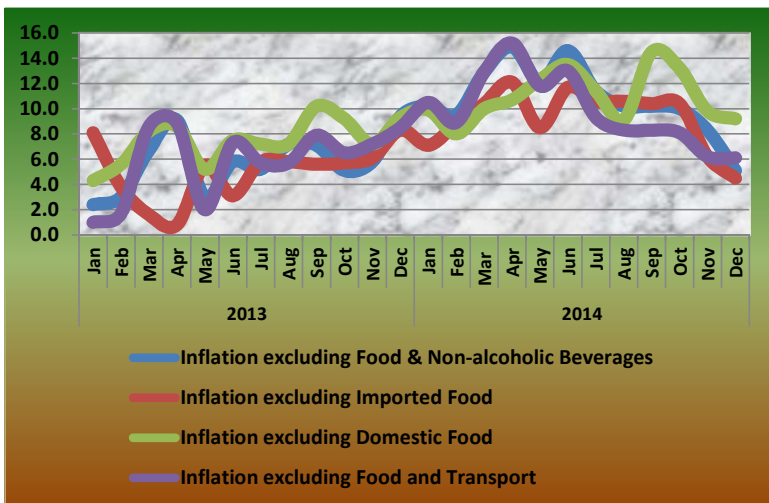 16.0
14.0
12.0
10.0
8.0
6.0
4.0
2.0
0.0
Jan Feb Mar Apr May Jun Jul Aug Sep Oct Nov Dec Jan Feb Mar Apr May Jun Jul Aug Sep Oct Nov Dec
2013 2014
Inflation excluding Food & Non-alcoholic Beverages
Inflation excluding Imported Food
Inflation excluding Domestic Food
Inflation excluding Food and Transport